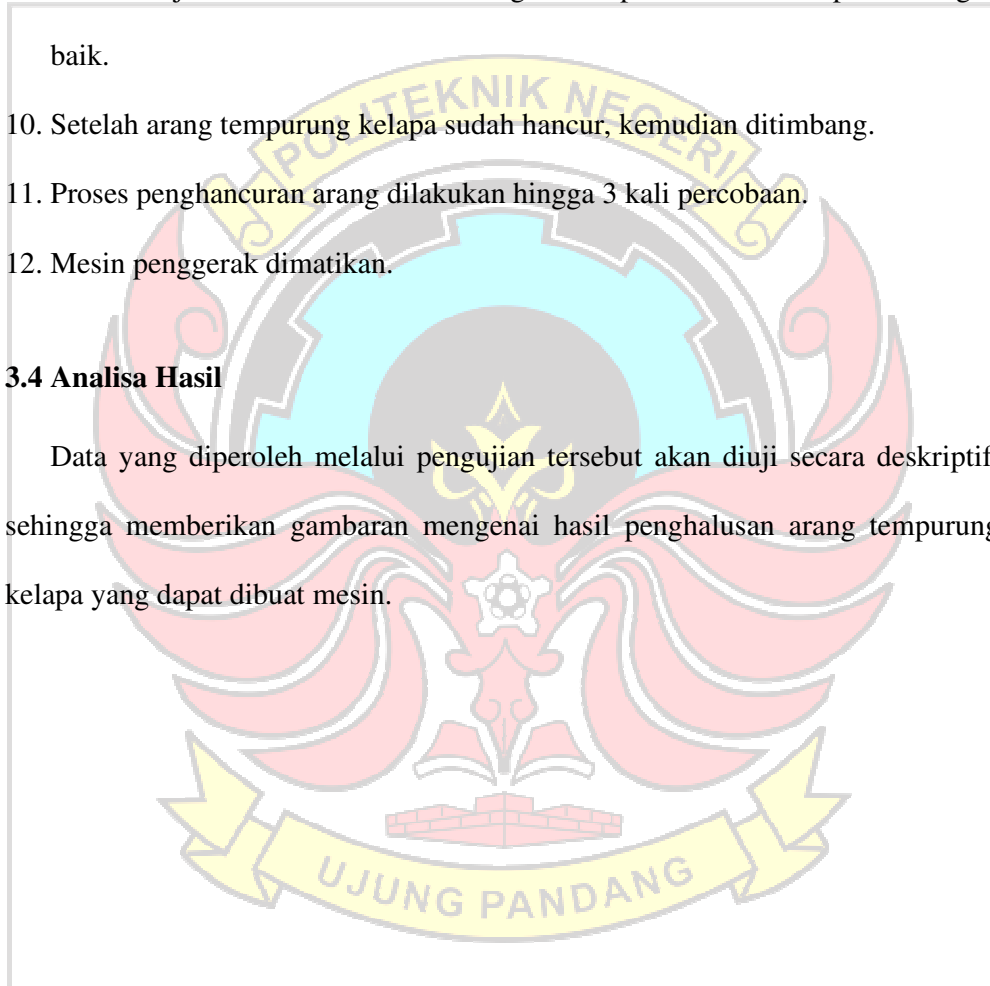 baik.
10. Setelah arang tempurung kelapa sudah hancur, kemudian ditimbang.
11. Proses penghancuran arang dilakukan hingga 3 kali percobaan.
12. Mesin penggerak dimatikan.
3.4 Analisa Hasil
Data yang diperoleh melalui pengujian tersebut akan diuji secara deskriptif
sehingga memberikan gambaran mengenai hasil penghalusan arang tempurung
kelapa yang dapat dibuat mesin.
POLITEKNIK NEGERI
UJUNG PANDANG